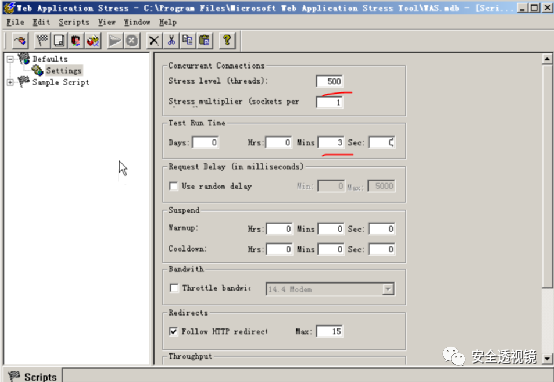 Web Application Stress - C:\Program Files\Microsoft Web Application Stress Tool\WAS.mdb - [Scri
File Edit Scripts View Window Help
Defaults
Settings
Sample Script
Concurrent Connections
Stress level (threads): 500
Stress multiplier (sockets per 1
Test Run Time
Days: 0 Hrs: 0 Mins 3 Sec: 0
Request Delay (in milliseconds)
Use random delay Min: 0 Max: 5000
Suspend
Warmup: Hrs: 0 Mins 0 Sec: 0
Cooldown: Hrs: 0 Mins 0 Sec: 0
Bandwith
Throttle bandwi 14.4 Modem
Redirects
Follow HTTP redirect Max: 15
Throughput
安全透视镜
Scripts